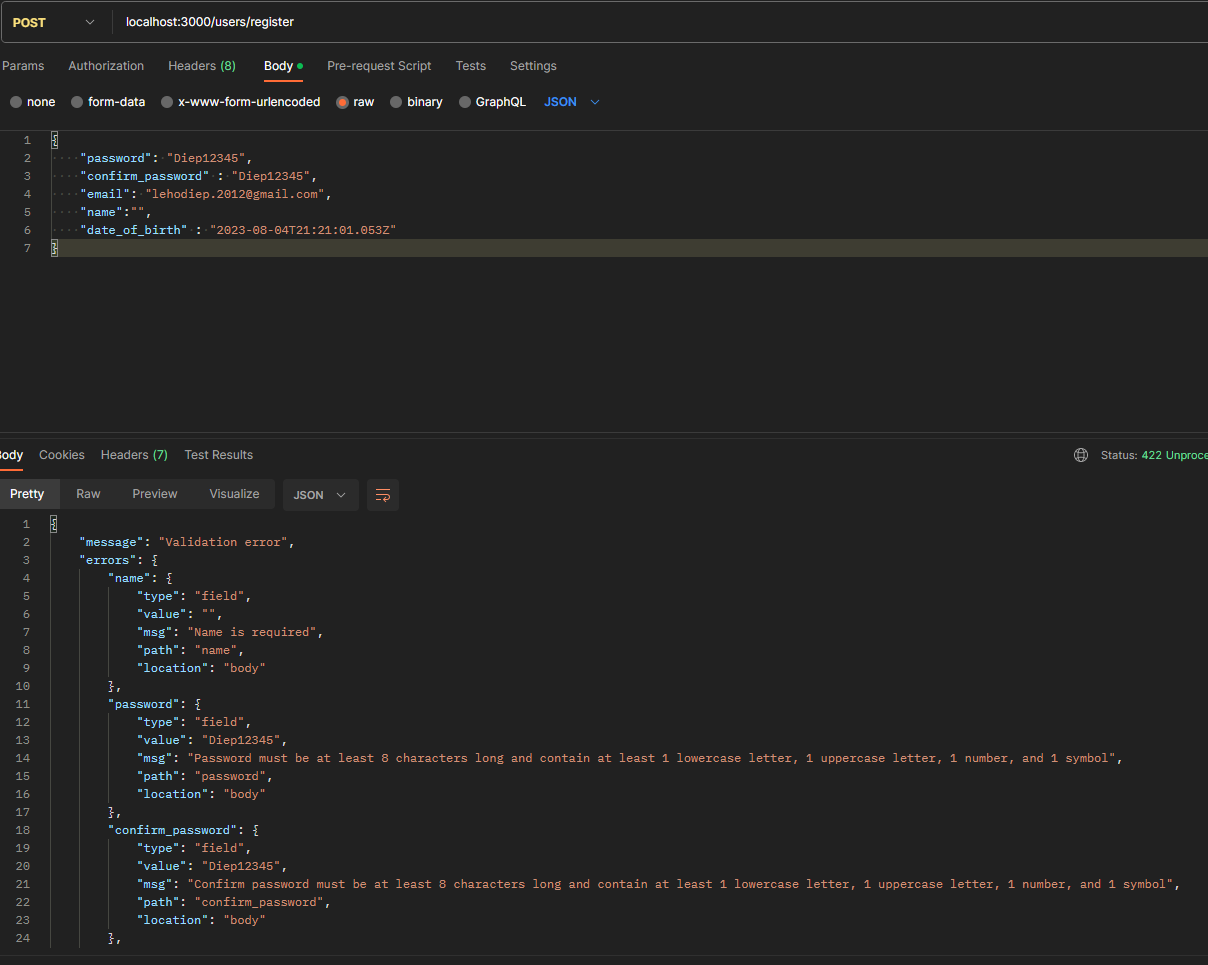 POST localhost:3000/users/register
Params Authorization Headers (8) Body Pre-request Script Tests Settings
none form-data x-www-form-urlencoded raw binary GraphQL JSON
1 {
2 "password": "Diep12345",
3 "confirm_password" : "Diep12345",
4 "email": "lehodiep.2012@gmail.com",
5 "name":"",
6 "date_of_birth" : "2023-08-04T21:21:01.053Z"
7 }
Body Cookies Headers (7) Test Results Status: 422 Unproce
Pretty Raw Preview Visualize JSON
1 {
2 "message": "Validation error",
3 "errors": {
4 "name": {
5 "type": "field",
6 "value": "",
7 "msg": "Name is required",
8 "path": "name",
9 "location": "body"
10 },
11 "password": {
12 "type": "field",
13 "value": "Diep12345",
14 "msg": "Password must be at least 8 characters long and contain at least 1 lowercase letter, 1 uppercase letter, 1 number, and 1 symbol",
15 "path": "password",
16 "location": "body"
17 },
18 "confirm_password": {
19 "type": "field",
20 "value": "Diep12345",
21 "msg": "Confirm password must be at least 8 characters long and contain at least 1 lowercase letter, 1 uppercase letter, 1 number, and 1 symbol",
22 "path": "confirm_password",
23 "location": "body"
24 },